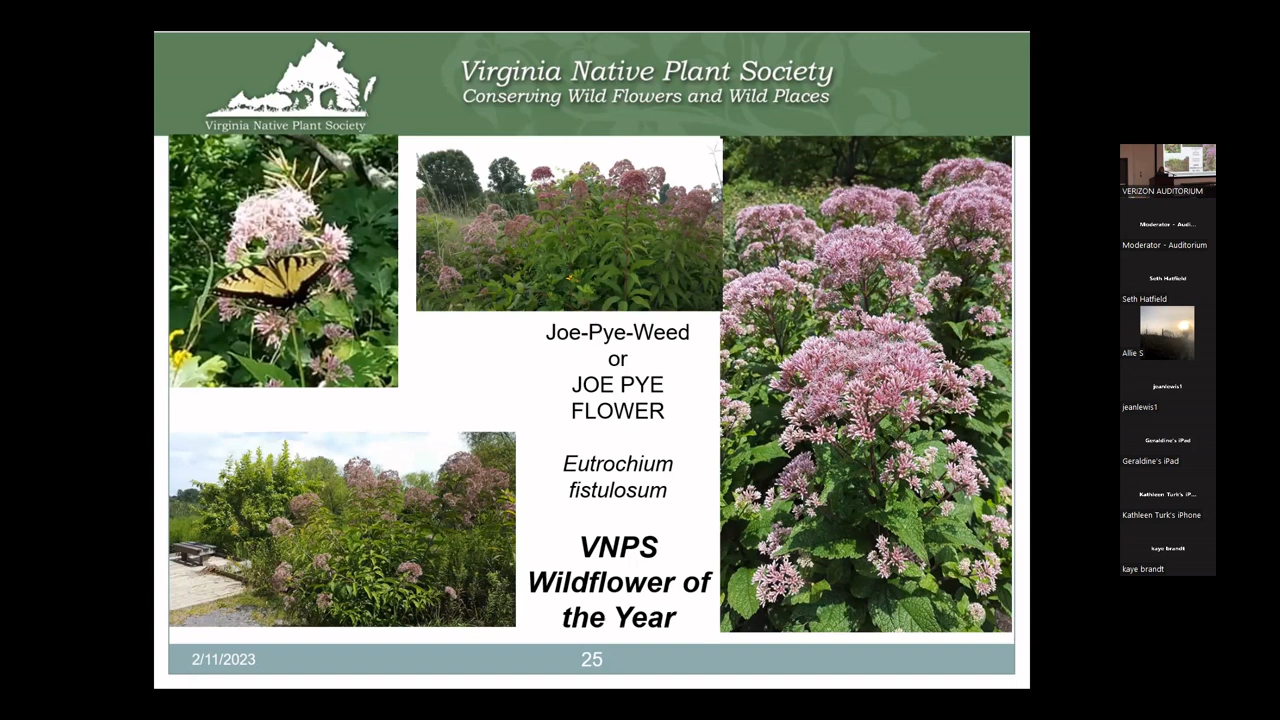 Virginia Native Plant Society
Conserving Wild Flowers and Wild Places
Virginia Native Plant Society
Joe-Pye-Weed
or
JOE PYE
FLOWER
Eutrochium
fistulosum
VNPS
Wildflower of
the Year
2/11/2023
25
VERIZON AUDITORIUM
Moderator - Audi...
Moderator - Auditorium
Seth Hatfield
Seth Hatfield
Allie S
jeanlewis1
jeanlewis1
Geraldine's iPad
Geraldine's iPad
Kathleen Turk's iP...
Kathleen Turk's iPhone
kaye brandt
kaye brandt